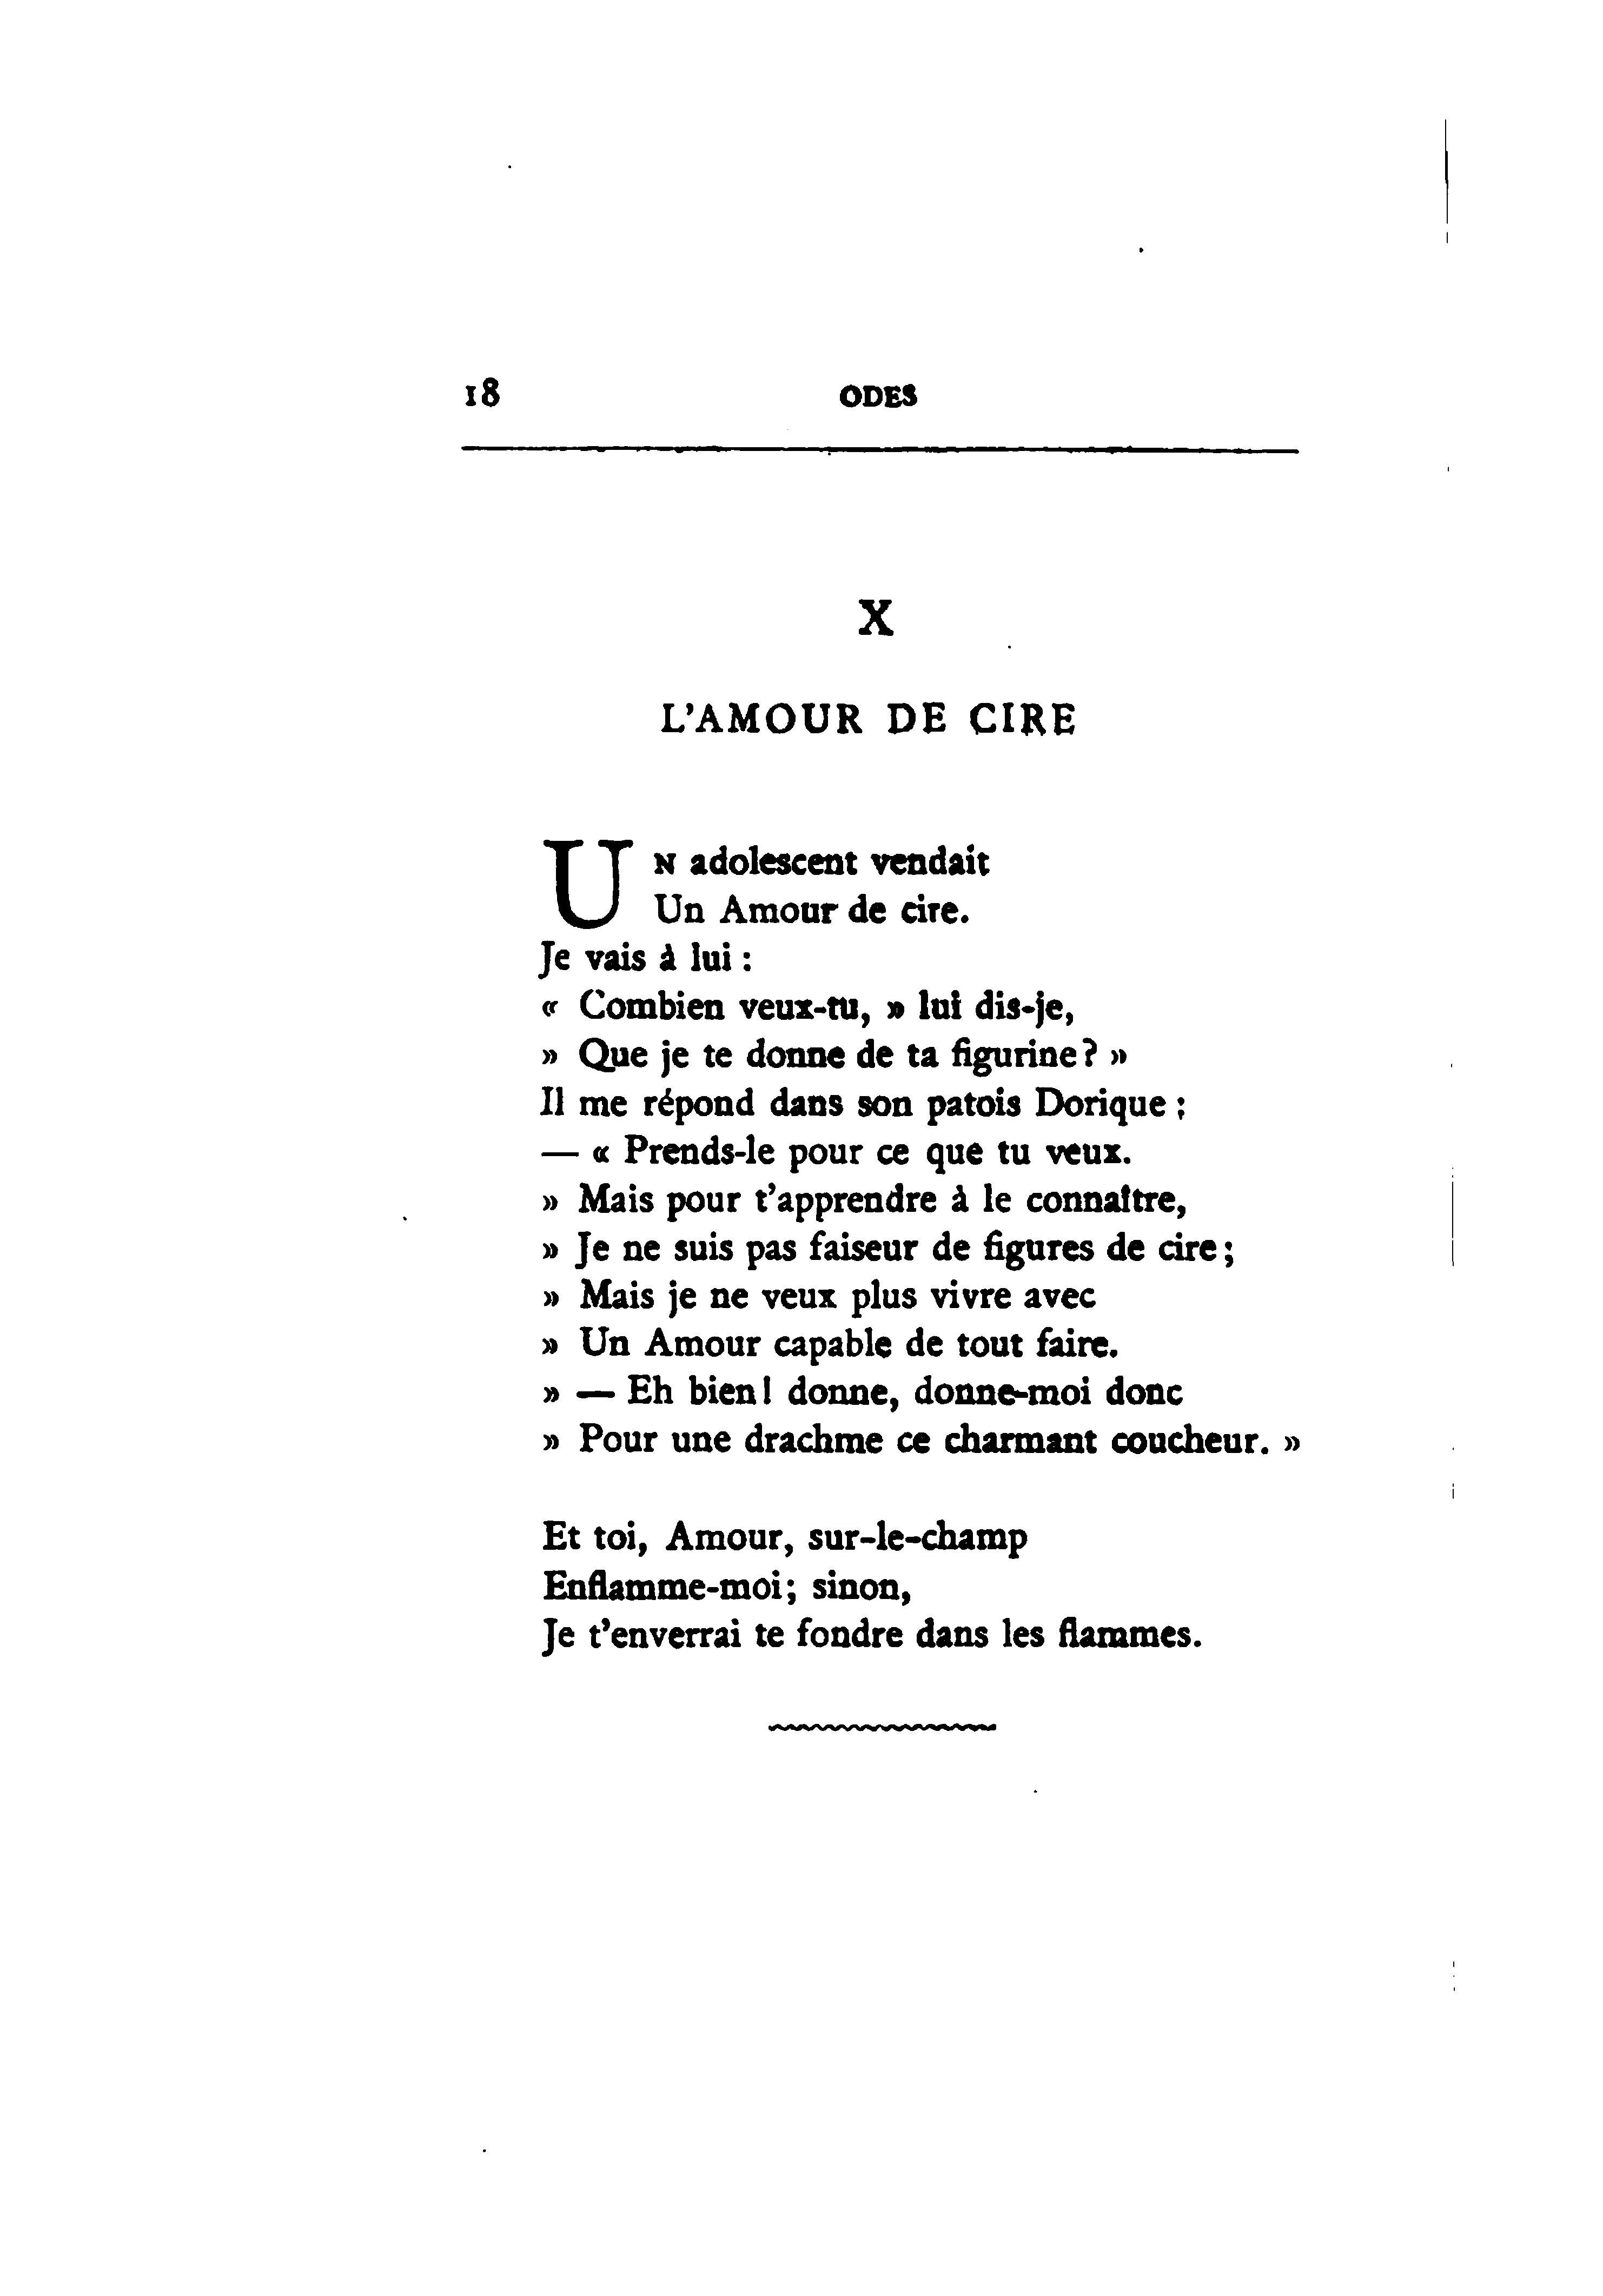 18 ODES
X
L'AMOUR DE CIRE
UN adolescent vendait
Un Amour de cire.
Je vais à lui :
« Combien veux-tu, » lui dis-je,
» Que je te donne de ta figurine? »
Il me répond dans son patois Dorique :
— « Prends-le pour ce que tu veux.
» Mais pour t'apprendre à le connaître,
» Je ne suis pas faiseur de figures de cire;
» Mais je ne veux plus vivre avec
» Un Amour capable de tout faire.
» — Eh bien! donne, donne-moi donc
» Pour une drachme ce charmant coucheur. »
Et toi, Amour, sur-le-champ
Enflamme-moi; sinon,
Je t'enverrai te fondre dans les flammes.